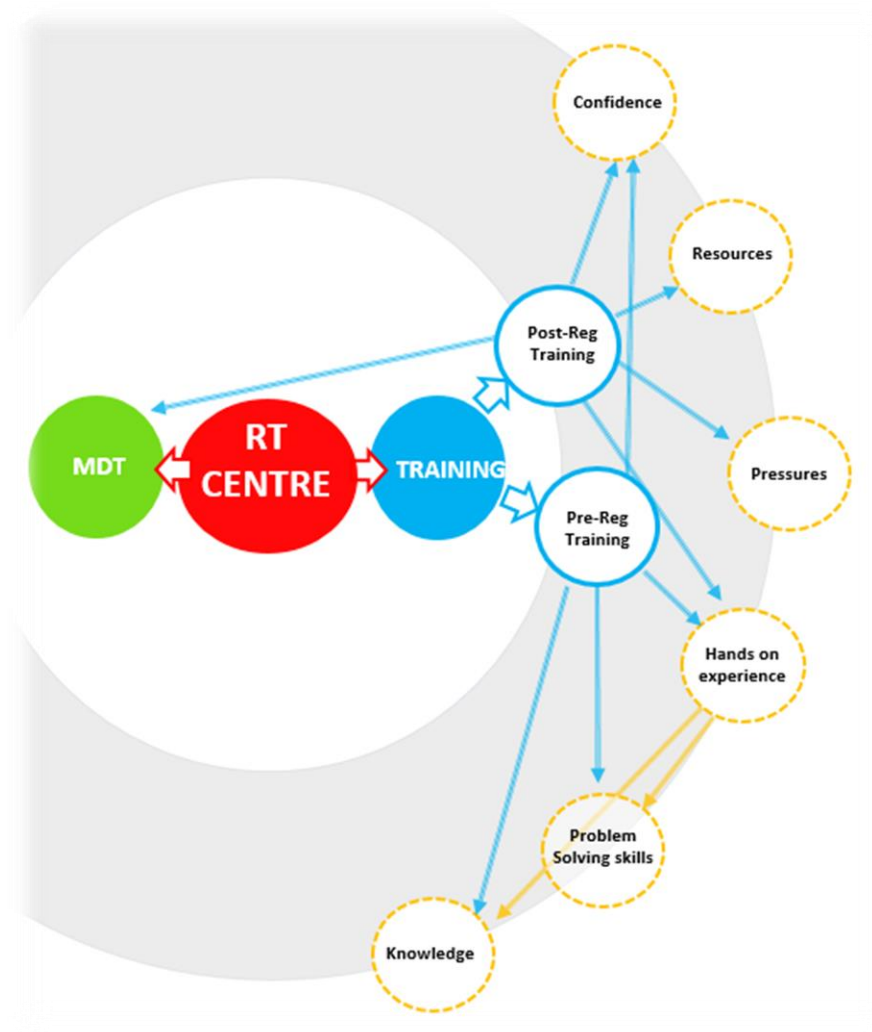 Confidence
Resources
Post-Reg
Training
MDT
RT
CENTRE
TRAINING
Pressures
Pre-Reg
Training
Hands on
experience
Problem
Solving skills
Knowledge